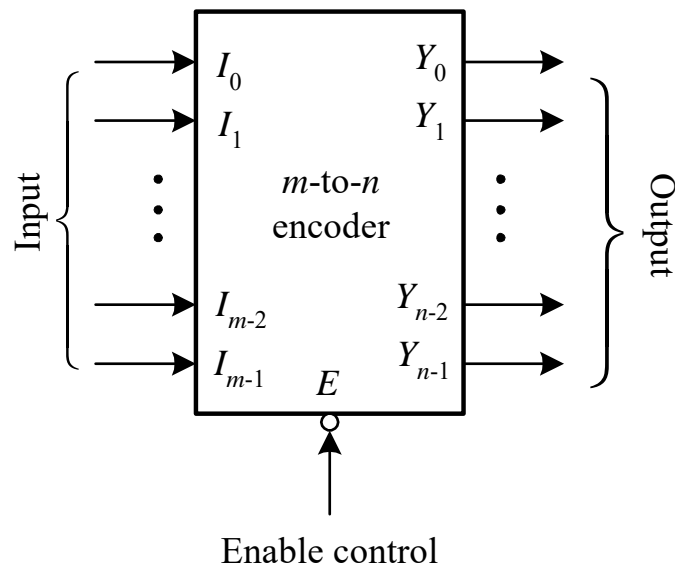 I₀ Y₀
I₁ Y₁
Input
m-to-n
encoder
Output
Iₘ₋₂ Yₙ₋₂
Iₘ₋₁ Yₙ₋₁
E
Enable control